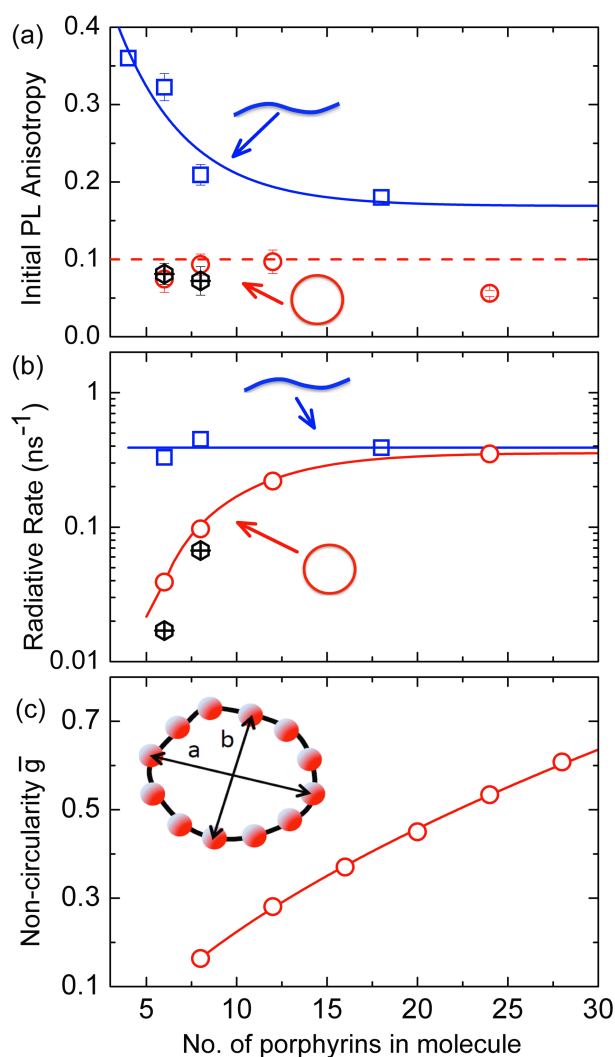 (a)
0.4
0.3
0.2
0.1
0.0
Initial PL Anisotropy
(b)
1
0.1
0.01
Radiative Rate (ns⁻¹)
(c)
0.7
0.5
0.3
0.1
Non-circularity g̅
a
b
5 10 15 20 25 30
No. of porphyrins in molecule